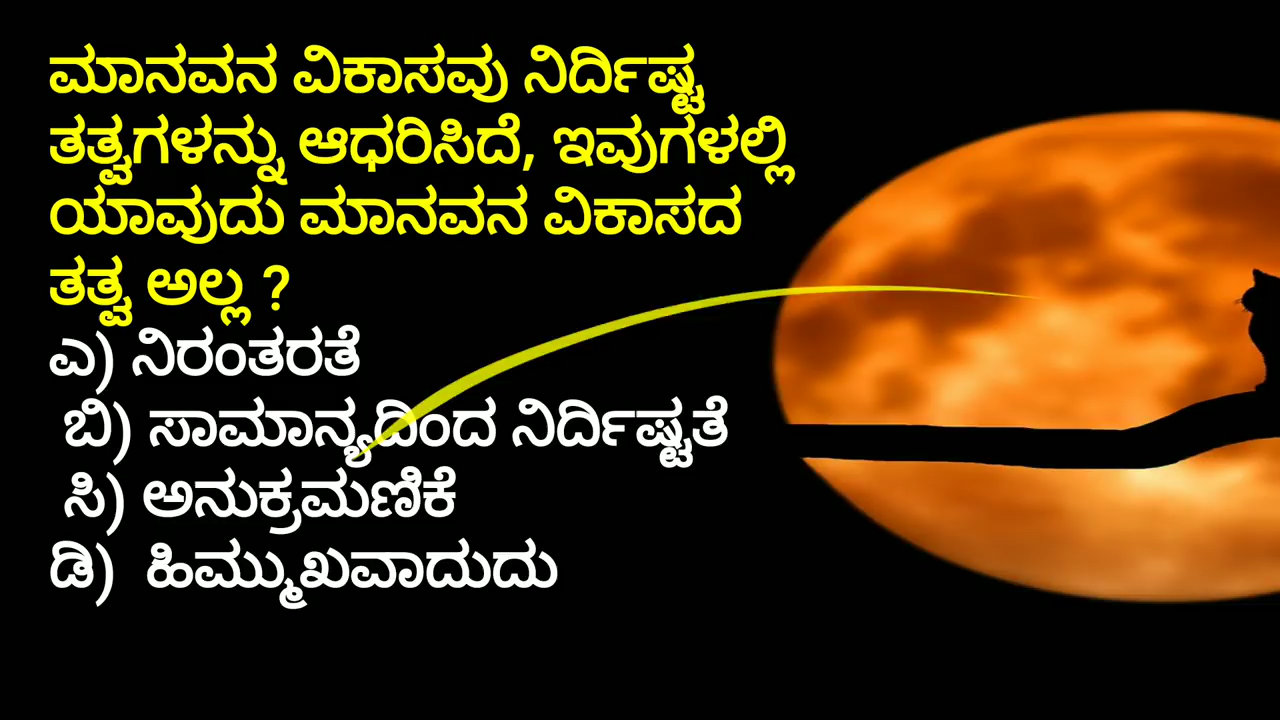 ಮಾನವನ ವಿಕಾಸವು ನಿರ್ದಿಷ್ಟ
ತತ್ವಗಳನ್ನು ಆಧರಿಸಿದೆ, ಇವುಗಳಲ್ಲಿ
ಯಾವುದು ಮಾನವನ ವಿಕಾಸದ
ತತ್ವ ಅಲ್ಲ ?
ಎ) ನಿರಂತರತೆ
ಬಿ) ಸಾಮಾನ್ಯದಿಂದ ನಿರ್ದಿಷ್ಟತೆ
ಸಿ) ಅನುಕ್ರಮಣಿಕೆ
ಡಿ) ಹಿಮ್ಮುಖವಾದುದು